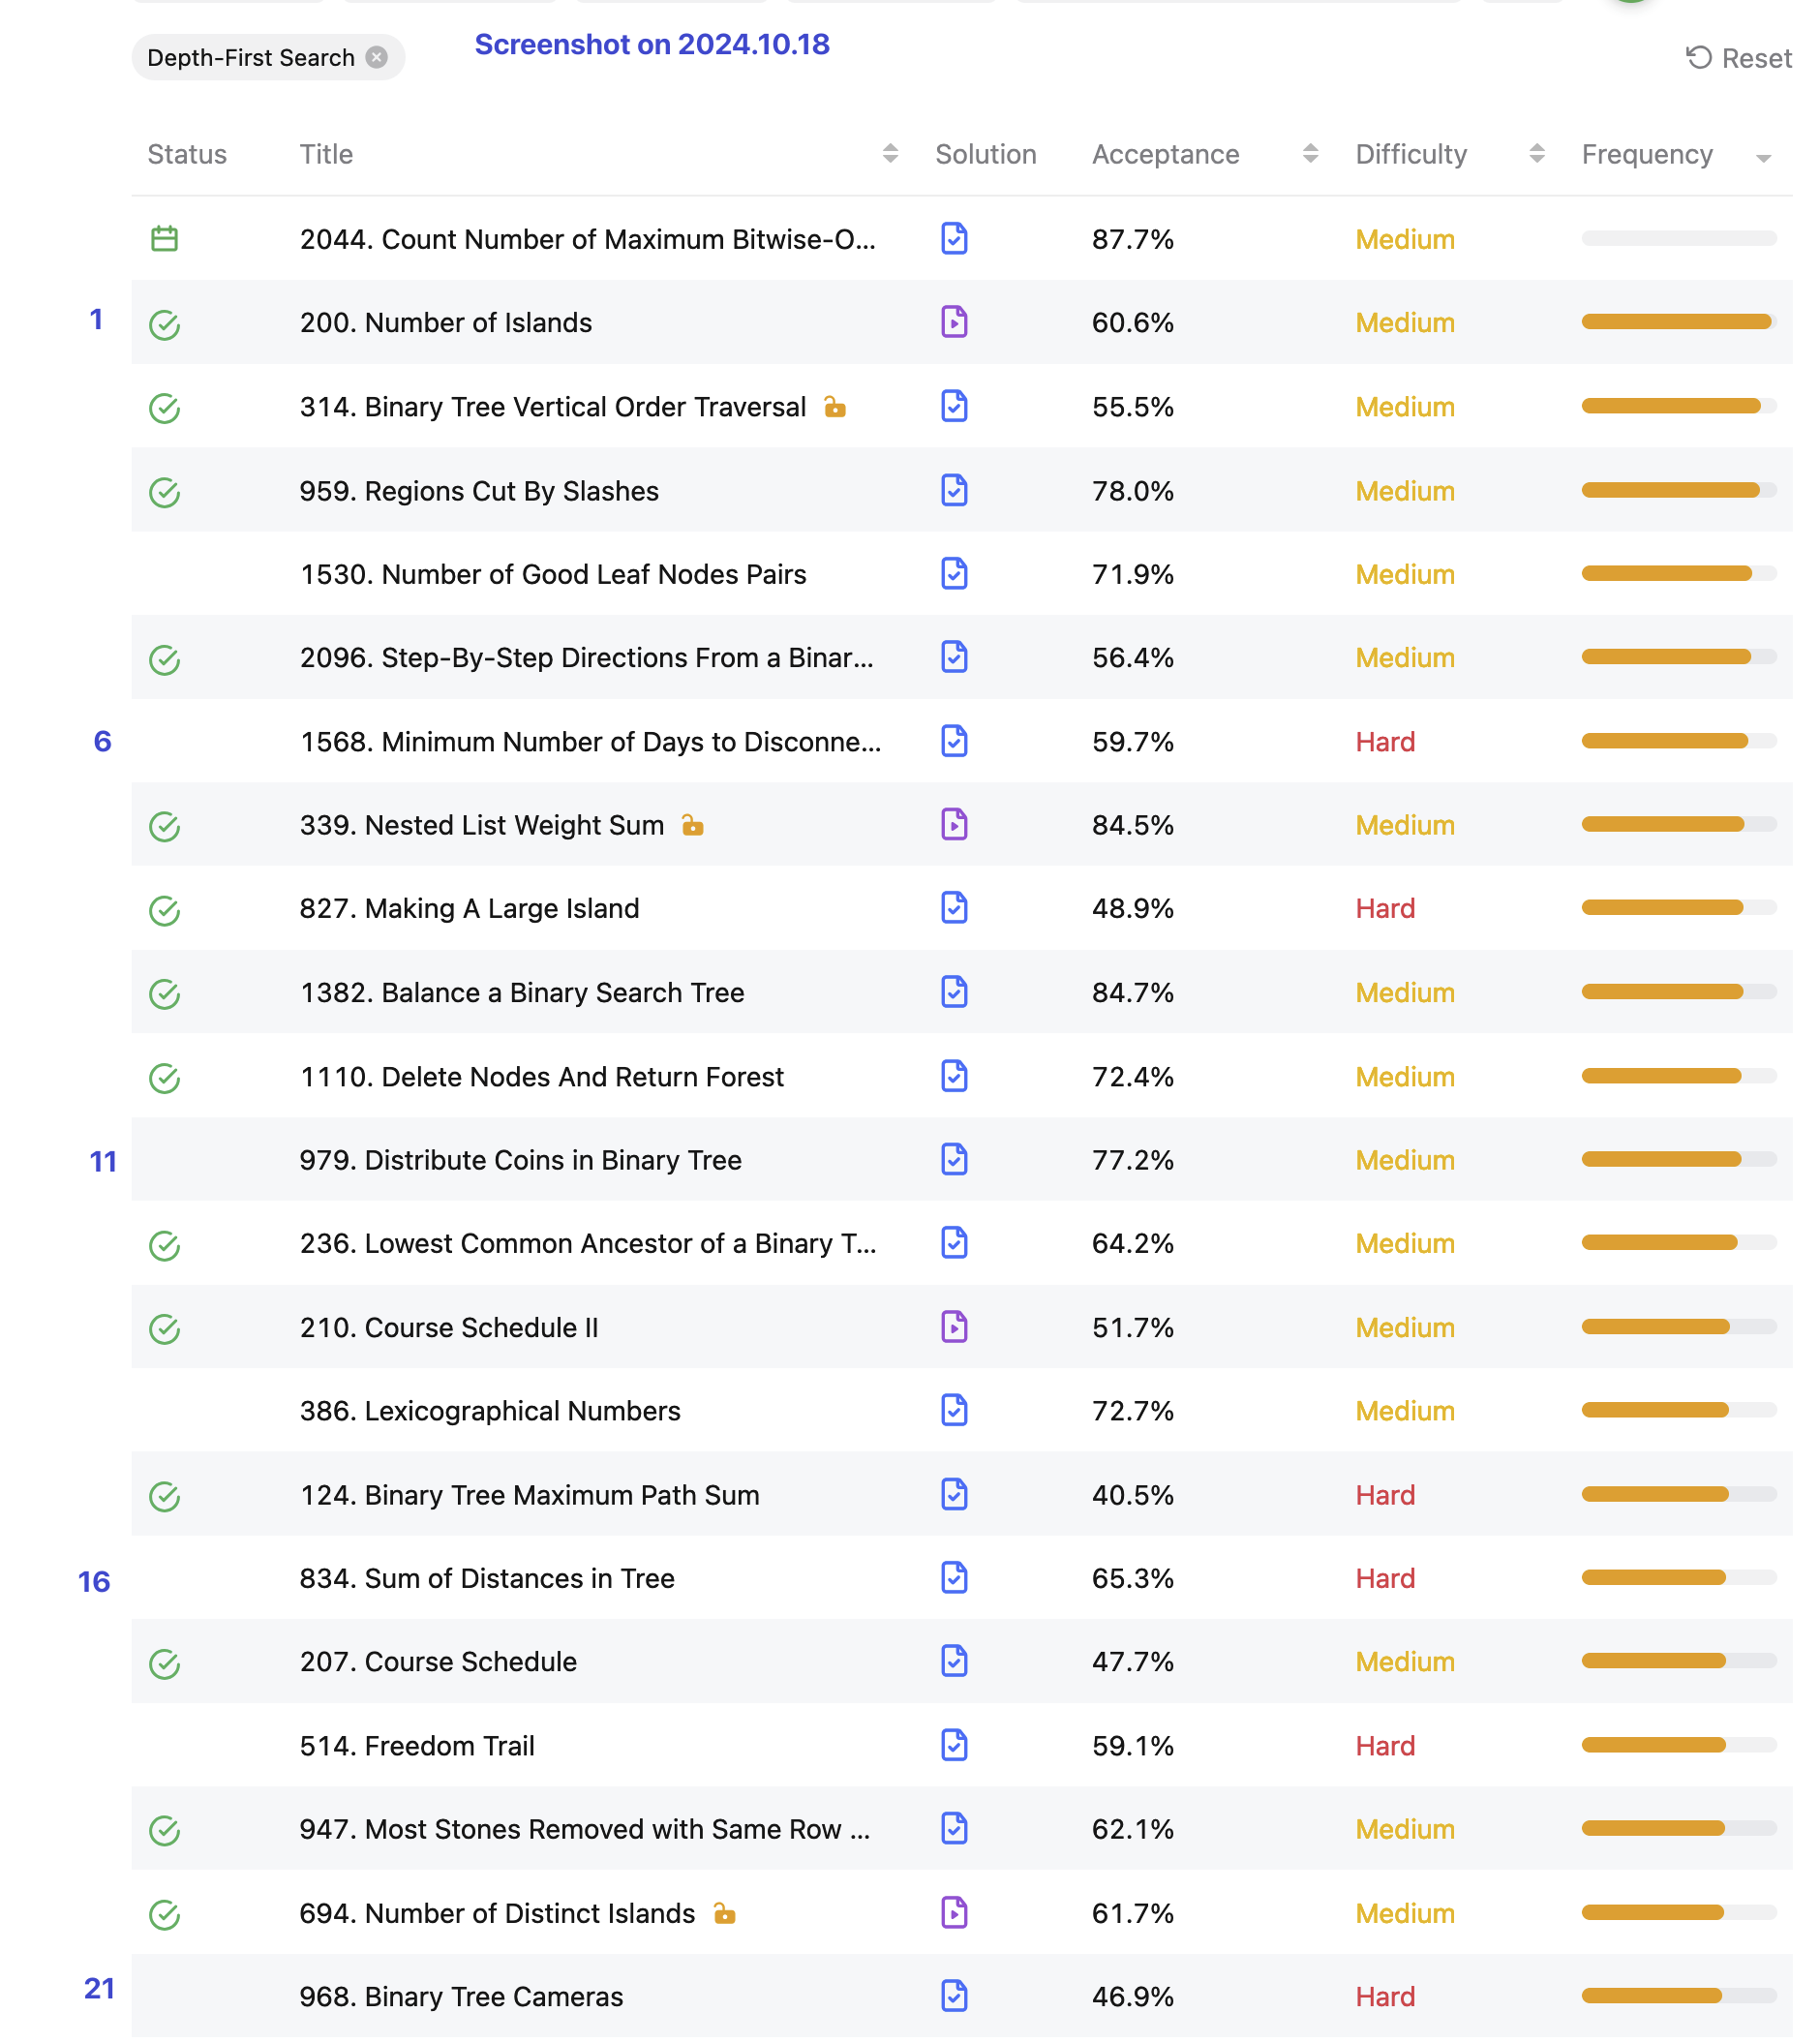 Depth-First Search Screenshot on 2024.10.18 Reset
Status Title Solution Acceptance Difficulty Frequency
2044. Count Number of Maximum Bitwise-O... 87.7% Medium
1 200. Number of Islands 60.6% Medium
314. Binary Tree Vertical Order Traversal 55.5% Medium
959. Regions Cut By Slashes 78.0% Medium
1530. Number of Good Leaf Nodes Pairs 71.9% Medium
2096. Step-By-Step Directions From a Binar... 56.4% Medium
6 1568. Minimum Number of Days to Disconne... 59.7% Hard
339. Nested List Weight Sum 84.5% Medium
827. Making A Large Island 48.9% Hard
1382. Balance a Binary Search Tree 84.7% Medium
1110. Delete Nodes And Return Forest 72.4% Medium
11 979. Distribute Coins in Binary Tree 77.2% Medium
236. Lowest Common Ancestor of a Binary T... 64.2% Medium
210. Course Schedule II 51.7% Medium
386. Lexicographical Numbers 72.7% Medium
124. Binary Tree Maximum Path Sum 40.5% Hard
16 834. Sum of Distances in Tree 65.3% Hard
207. Course Schedule 47.7% Medium
514. Freedom Trail 59.1% Hard
947. Most Stones Removed with Same Row ... 62.1% Medium
694. Number of Distinct Islands 61.7% Medium
21 968. Binary Tree Cameras 46.9% Hard